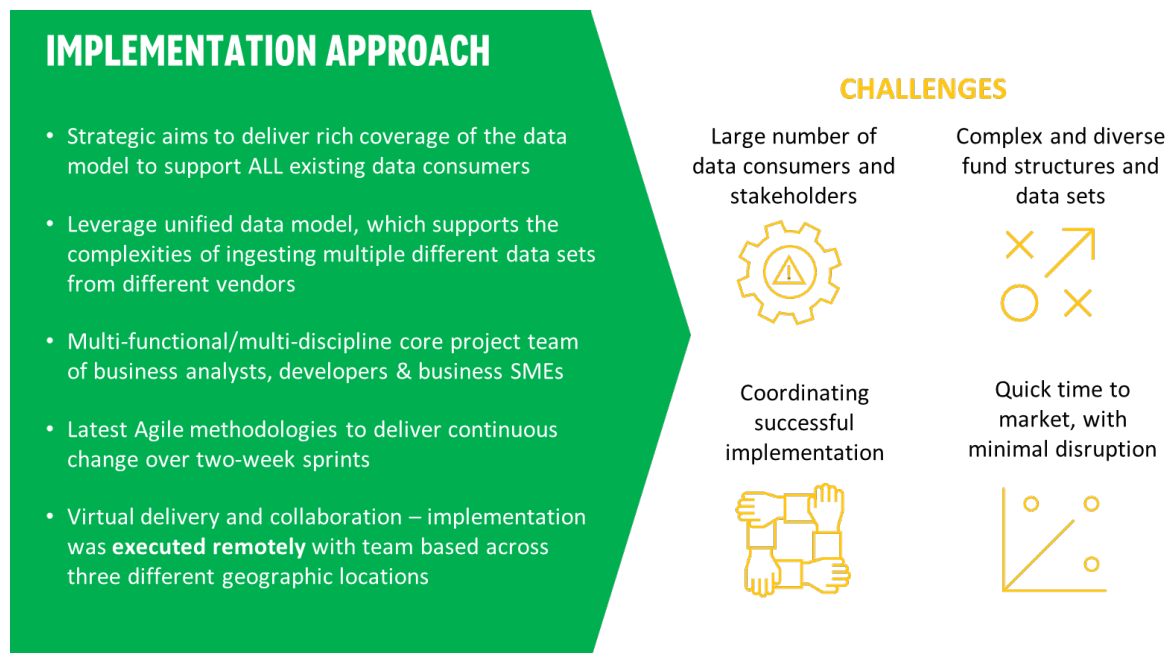 IMPLEMENTATION APPROACH
• Strategic aims to deliver rich coverage of the data
model to support ALL existing data consumers
• Leverage unified data model, which supports the
complexities of ingesting multiple different data sets
from different vendors
• Multi-functional/multi-discipline core project team
of business analysts, developers & business SMEs
• Latest Agile methodologies to deliver continuous
change over two-week sprints
• Virtual delivery and collaboration – implementation
was executed remotely with team based across
three different geographic locations
CHALLENGES
Large number of
data consumers and
stakeholders
Complex and diverse
fund structures and
data sets
Coordinating
successful
implementation
Quick time to
market, with
minimal disruption